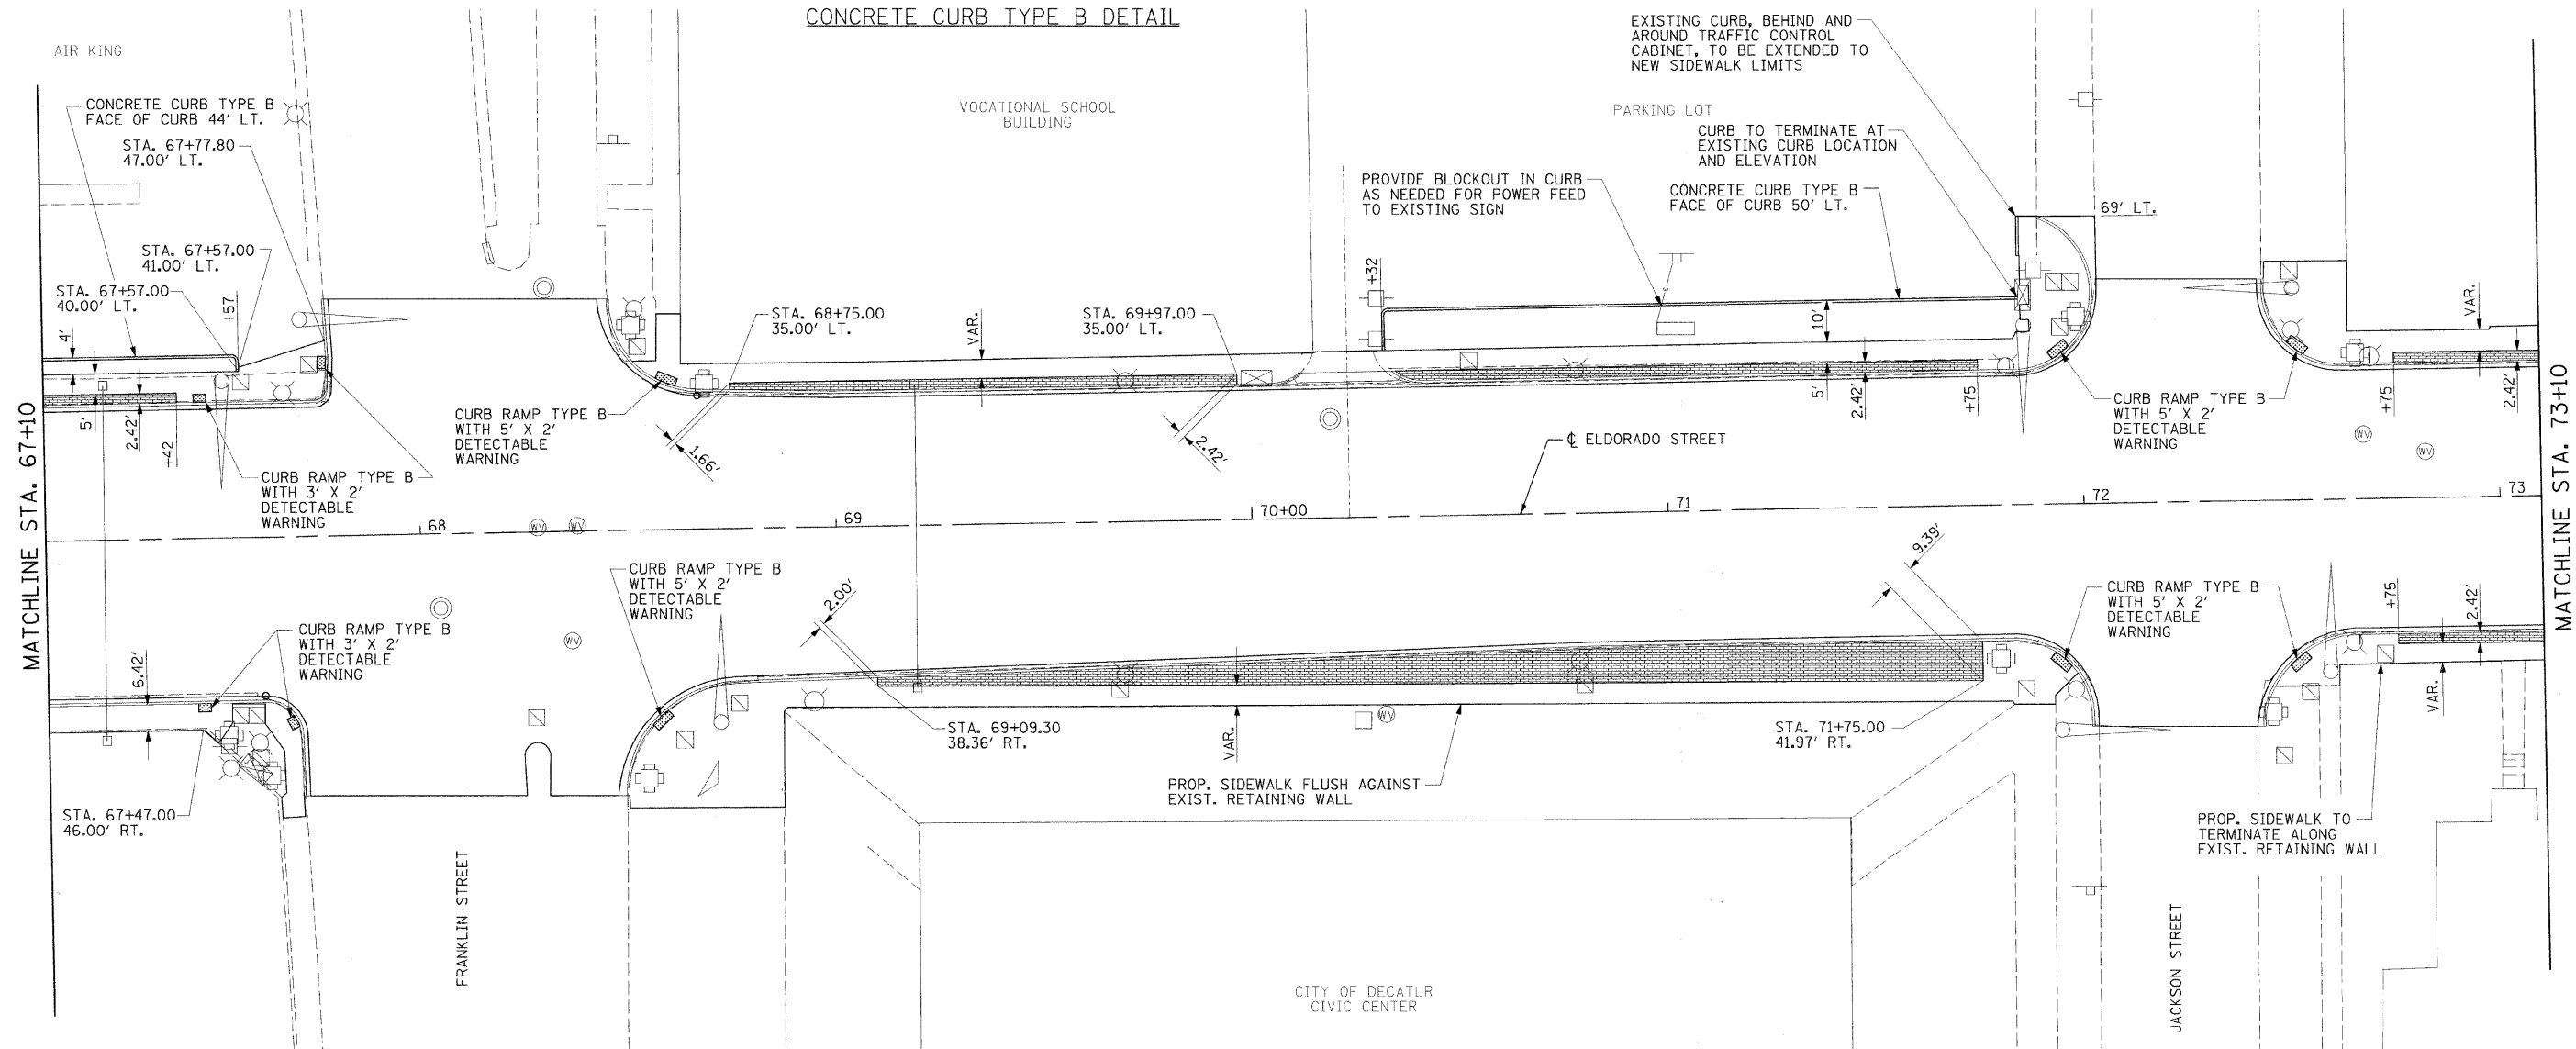 CONCRETE CURB TYPE B DETAIL
AIR KING
CONCRETE CURB TYPE B
FACE OF CURB 44' LT.
STA. 67+77.80
47.00' LT.
STA. 67+57.00
41.00' LT.
STA. 67+57.00
40.00' LT.
+57
4'
5'
2.42'
+42
CURB RAMP TYPE B
WITH 3' X 2'
DETECTABLE
WARNING
MATCHLINE STA. 67+10
VOCATIONAL SCHOOL
BUILDING
STA. 68+75.00
35.00' LT.
VAR.
STA. 69+97.00
35.00' LT.
CURB RAMP TYPE B
WITH 5' X 2'
DETECTABLE
WARNING
1.66'
2.42'
EXISTING CURB, BEHIND AND
AROUND TRAFFIC CONTROL
CABINET, TO BE EXTENDED TO
NEW SIDEWALK LIMITS
PARKING LOT
CURB TO TERMINATE AT
EXISTING CURB LOCATION
AND ELEVATION
PROVIDE BLOCKOUT IN CURB
AS NEEDED FOR POWER FEED
TO EXISTING SIGN
CONCRETE CURB TYPE B
FACE OF CURB 50' LT.
69' LT.
+32
10'
5'
2.42'
+75
VAR.
+75
2.42'
CURB RAMP TYPE B
WITH 5' X 2'
DETECTABLE
WARNING
℄ ELDORADO STREET
WV
WV
68
WV
WV
69
70+00
71
72
73
MATCHLINE STA. 73+10
6.42'
CURB RAMP TYPE B
WITH 3' X 2'
DETECTABLE
WARNING
STA. 67+47.00
46.00' RT.
WV
CURB RAMP TYPE B
WITH 5' X 2'
DETECTABLE
WARNING
2.00'
STA. 69+09.30
38.36' RT.
VAR.
WV
PROP. SIDEWALK FLUSH AGAINST
EXIST. RETAINING WALL
9.39'
STA. 71+75.00
41.97' RT.
CURB RAMP TYPE B
WITH 5' X 2'
DETECTABLE
WARNING
+75
2.42'
VAR.
PROP. SIDEWALK TO
TERMINATE ALONG
EXIST. RETAINING WALL
FRANKLIN STREET
CITY OF DECATUR
CIVIC CENTER
JACKSON STREET